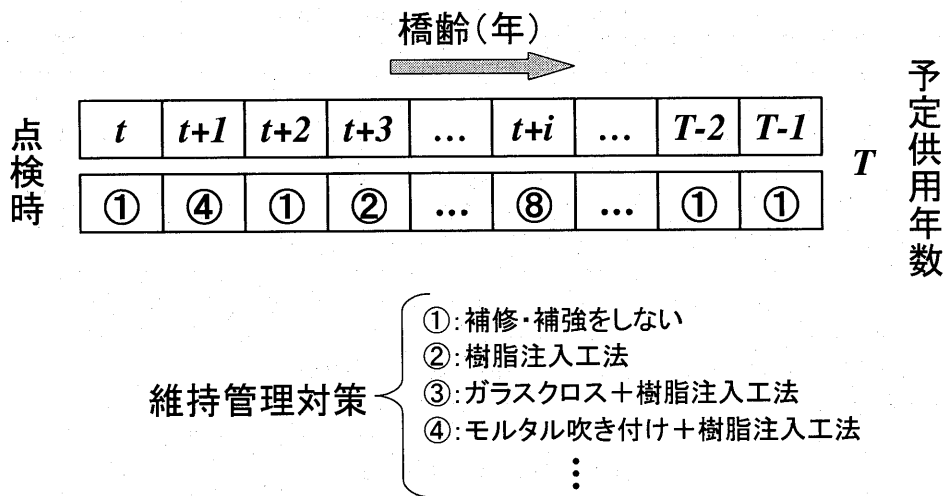 橋齢(年)
点検時
t t+1 t+2 t+3 … t+i … T-2 T-1
① ④ ① ② … ⑧ … ① ①
T
予定供用年数
維持管理対策
①:補修・補強をしない
②:樹脂注入工法
③:ガラスクロス+樹脂注入工法
④:モルタル吹き付け+樹脂注入工法
⋮